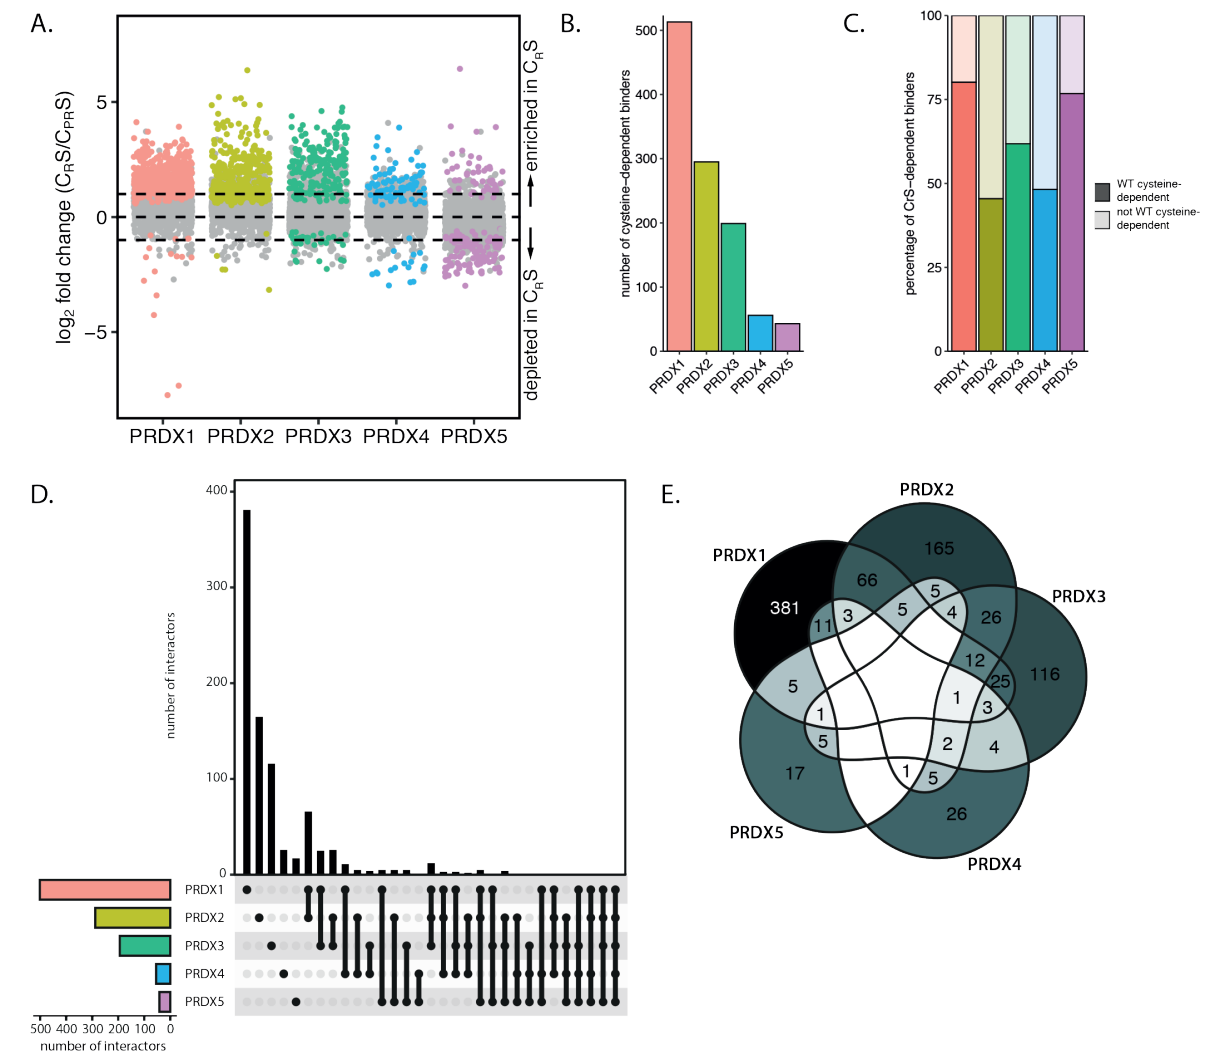 A.
log2 fold change (CRS/CPRS)
5
0
−5
PRDX1
PRDX2
PRDX3
PRDX4
PRDX5
enriched in CRS
depleted in CRS
B.
number of cysteine−dependent binders
500
400
300
200
100
0
PRDX1
PRDX2
PRDX3
PRDX4
PRDX5
C.
percentage of CrS−dependent binders
100
75
50
25
0
PRDX1
PRDX2
PRDX3
PRDX4
PRDX5
WT cysteine-
dependent
not WT cysteine-
dependent
D.
number of interactors
400
300
200
100
0
PRDX1
PRDX2
PRDX3
PRDX4
PRDX5
500 400 300 200 100 0
number of interactors
E.
PRDX2
PRDX1
PRDX3
PRDX5
PRDX4
165
66
381
5
5
4
26
3
11
12
25
116
5
1
3
1
5
2
4
17
1
5
26